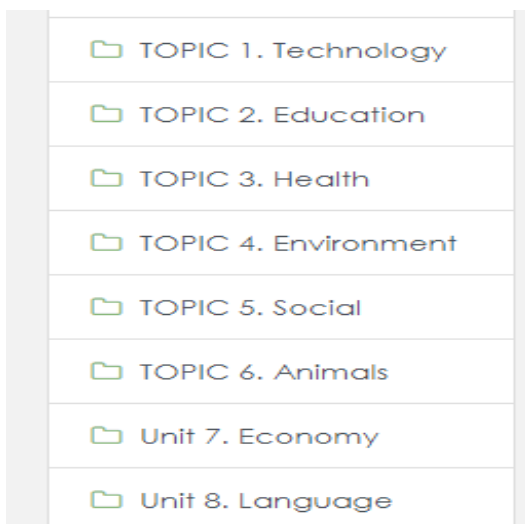 TOPIC 1. Technology
TOPIC 2. Education
TOPIC 3. Health
TOPIC 4. Environment
TOPIC 5. Social
TOPIC 6. Animals
Unit 7. Economy
Unit 8. Language